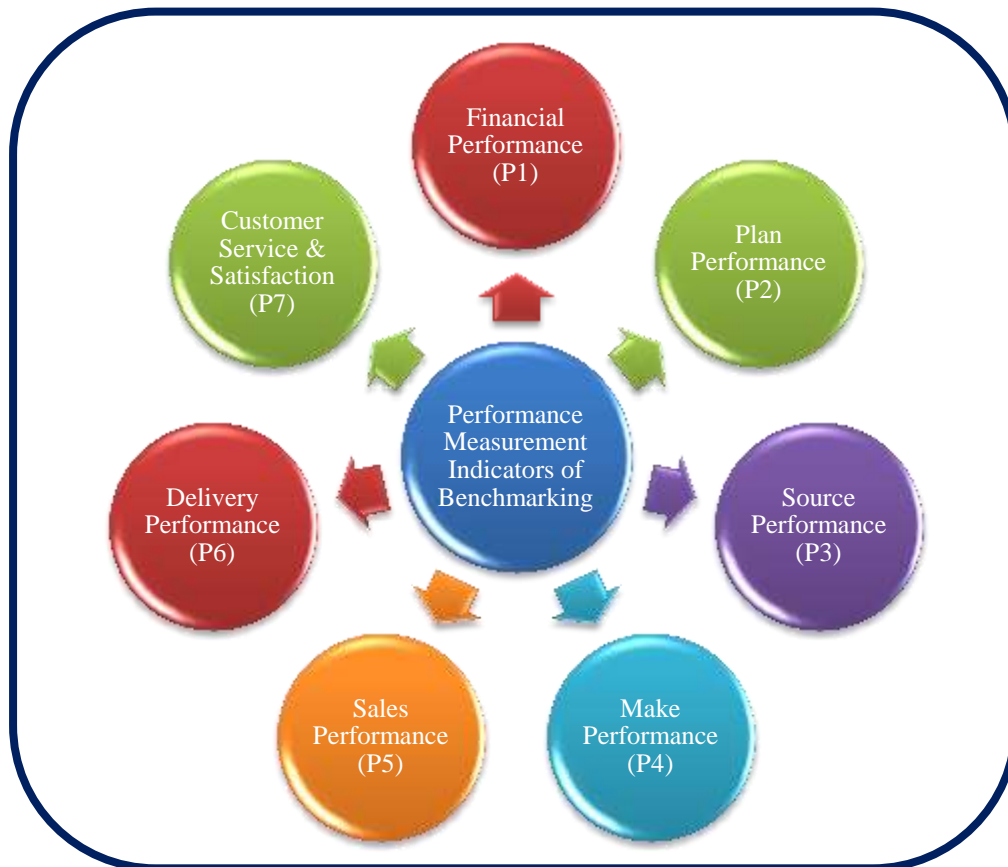 Financial
Performance
(P1)
Plan
Performance
(P2)
Source
Performance
(P3)
Make
Performance
(P4)
Sales
Performance
(P5)
Delivery
Performance
(P6)
Customer
Service &
Satisfaction
(P7)
Performance
Measurement
Indicators of
Benchmarking